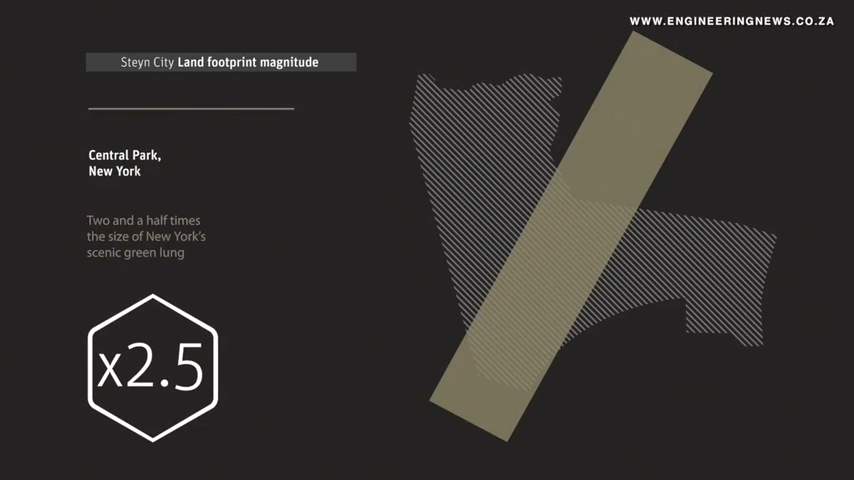 WWW.ENGINEERINGNEWS.CO.ZA
Steyn City Land footprint magnitude
Central Park,
New York
Two and a half times
the size of New York's
scenic green lung
x2.5